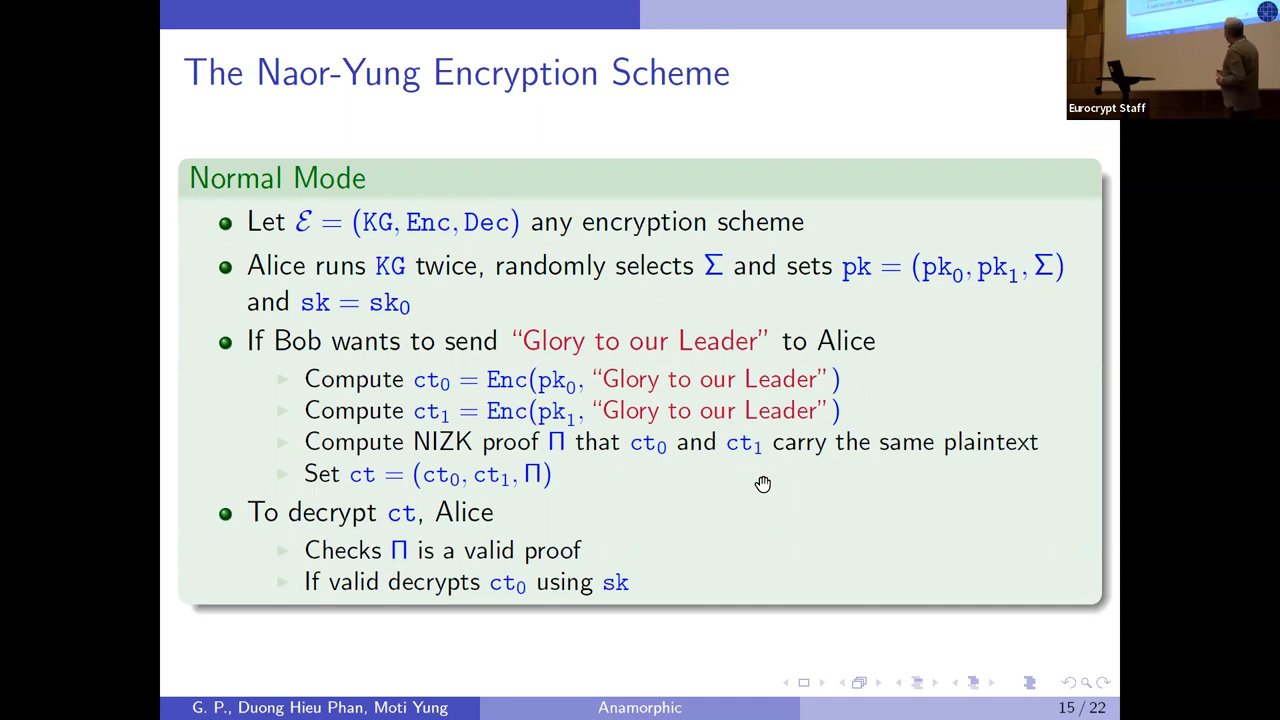 The Naor-Yung Encryption Scheme
Eurocrypt Staff
Normal Mode
Let ℰ = (KG, Enc, Dec) any encryption scheme
Alice runs KG twice, randomly selects Σ and sets pk = (pk₀, pk₁, Σ)
and sk = sk₀
If Bob wants to send “Glory to our Leader” to Alice
Compute ct₀ = Enc(pk₀, “Glory to our Leader”)
Compute ct₁ = Enc(pk₁, “Glory to our Leader”)
Compute NIZK proof Π that ct₀ and ct₁ carry the same plaintext
Set ct = (ct₀, ct₁, Π)
To decrypt ct, Alice
Checks Π is a valid proof
If valid decrypts ct₀ using sk
G. P., Duong Hieu Phan, Moti Yung
Anamorphic
15 / 22